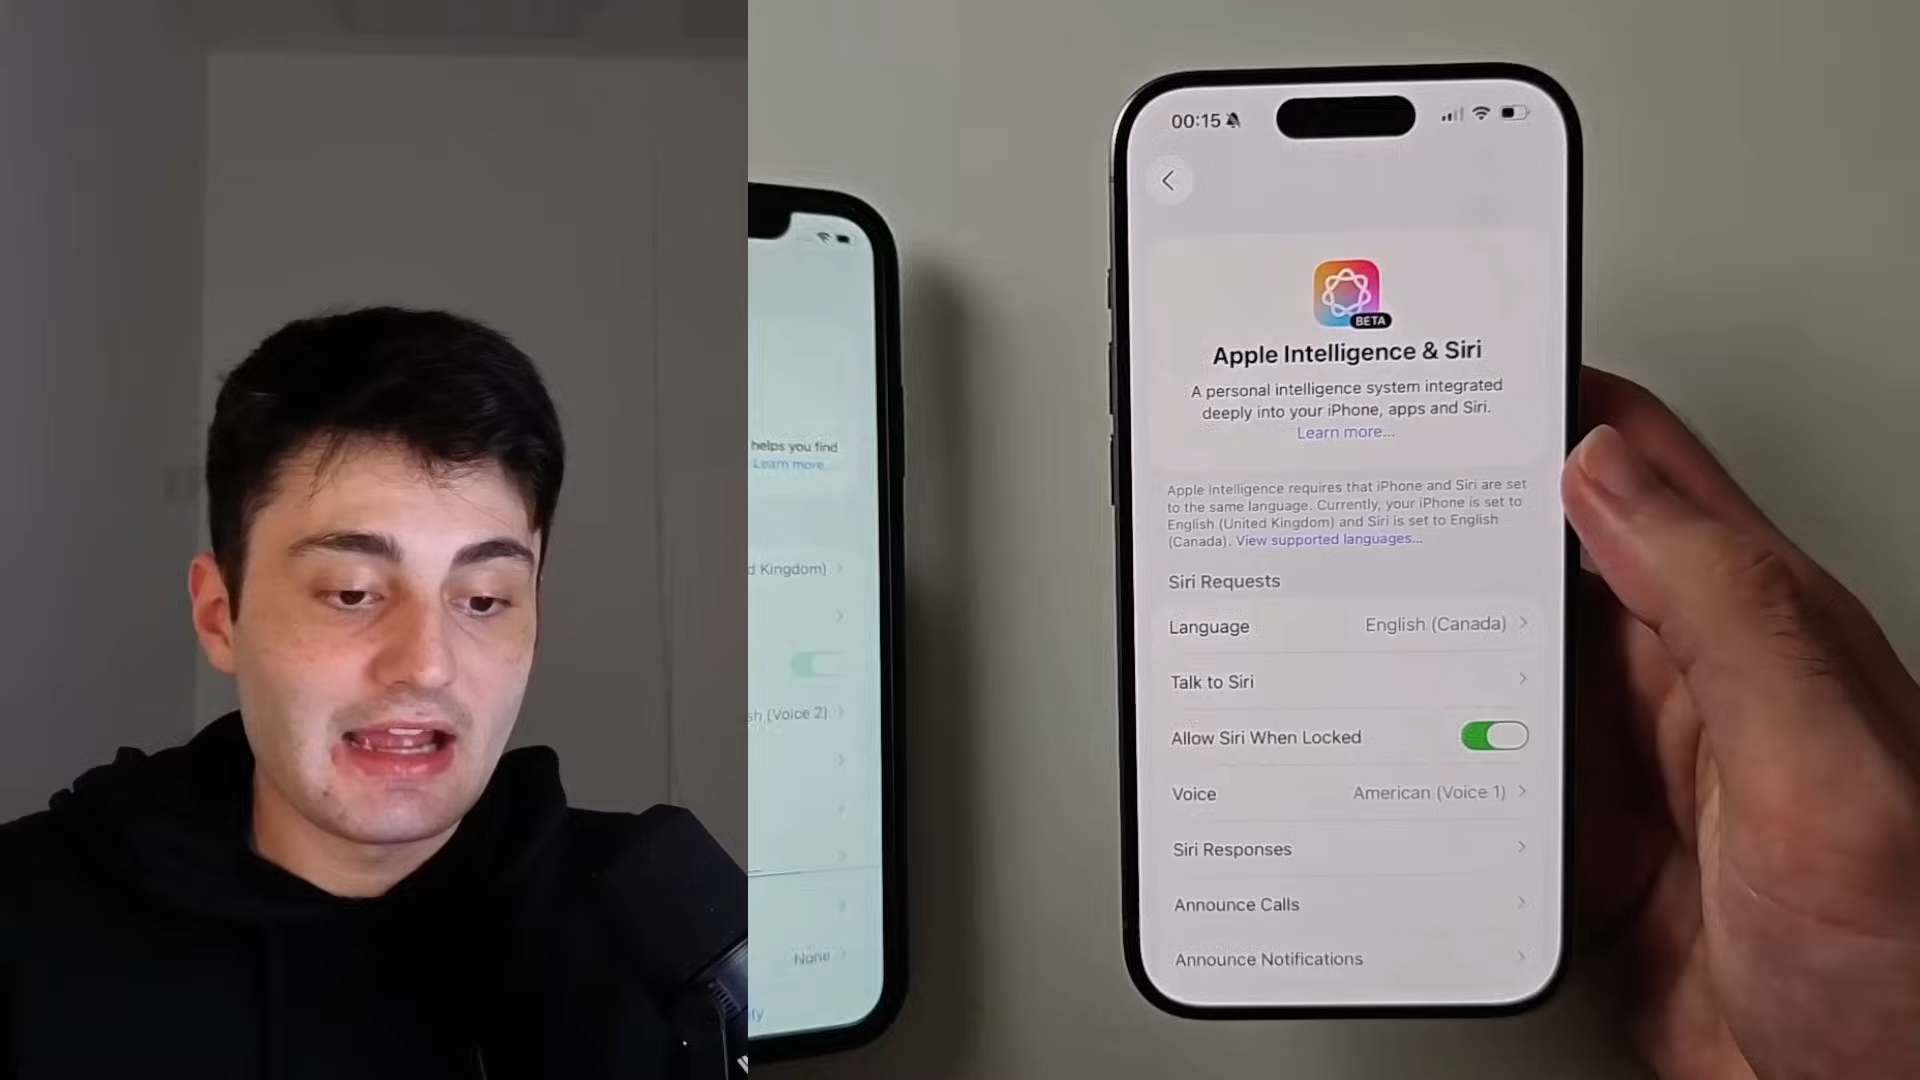 helps you find
Learn more...
d Kingdom)
sh (Voice 2)
None
ty
00:15
BETA
Apple Intelligence & Siri
A personal intelligence system integrated
deeply into your iPhone, apps and Siri.
Learn more...
Apple Intelligence requires that iPhone and Siri are set
to the same language. Currently, your iPhone is set to
English (United Kingdom) and Siri is set to English
(Canada). View supported languages...
Siri Requests
Language English (Canada)
Talk to Siri
Allow Siri When Locked
Voice American (Voice 1)
Siri Responses
Announce Calls
Announce Notifications